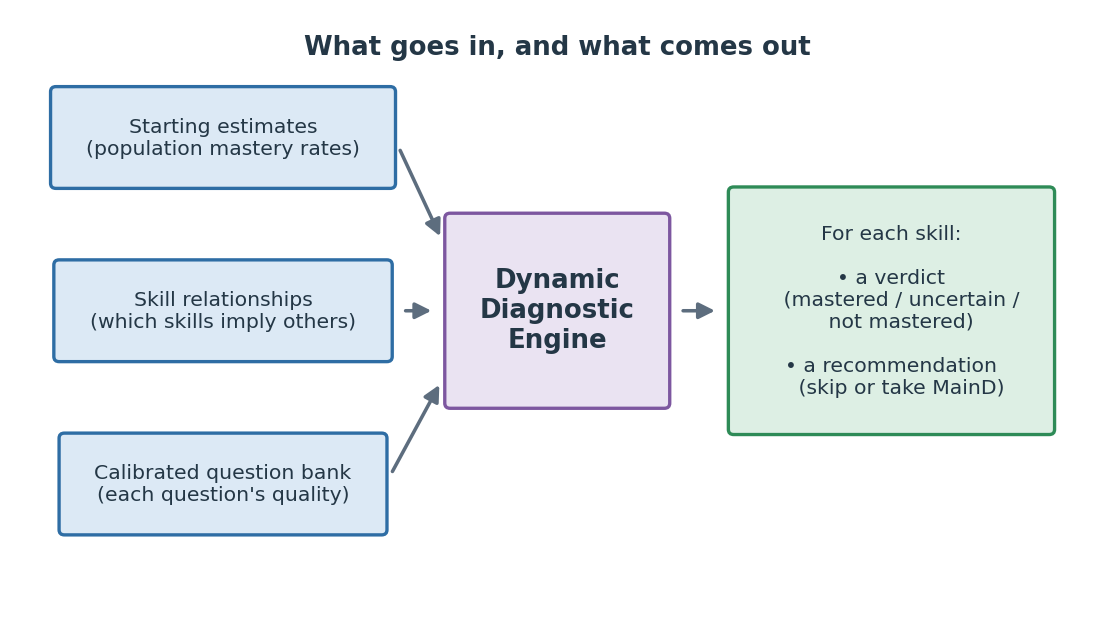 What goes in, and what comes out
Starting estimates
(population mastery rates)
Skill relationships
(which skills imply others)
Calibrated question bank
(each question's quality)
Dynamic
Diagnostic
Engine
For each skill:
• a verdict
(mastered / uncertain /
not mastered)
• a recommendation
(skip or take MainD)